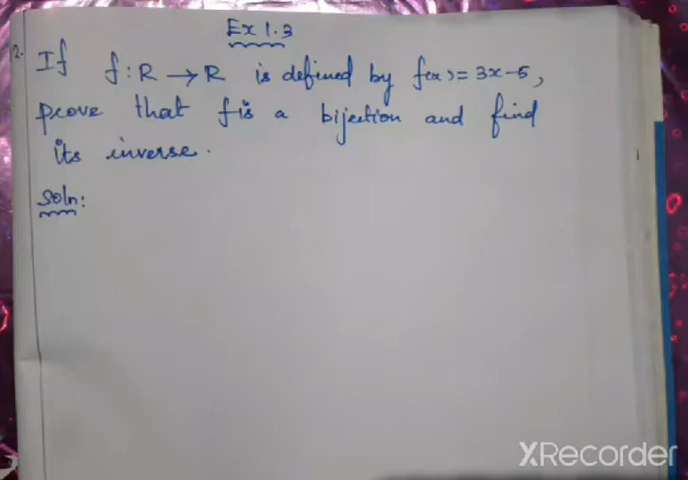 Ex 1.3
12. If f : R → R is defined by f(x) = 3x-5,
prove that f is a bijection and find
its inverse.
Soln:
XRecorder